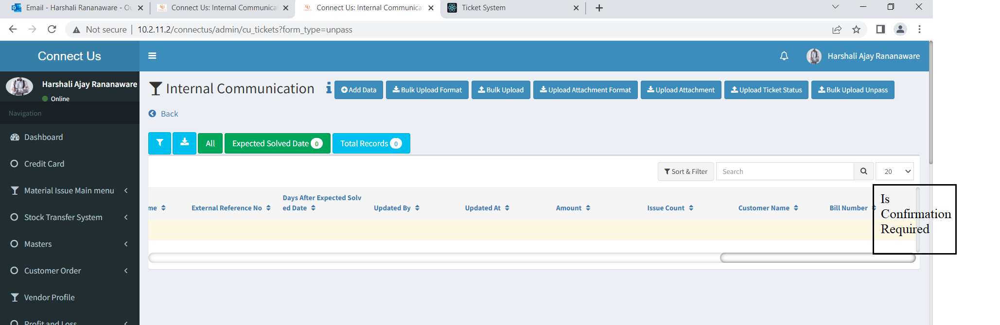 Email - Harshali Rananaware - Ou
Connect Us: Internal Communica
Connect Us: Internal Communica
Ticket System
Not secure
10.2.11.2/connectus/admin/cu_tickets?form_type=unpass
Connect Us
Harshali Ajay Rananaware
Harshali Ajay Rananaware
Online
Navigation
Dashboard
Credit Card
Material Issue Main menu
Stock Transfer System
Masters
Customer Order
Vendor Profile
Profit and Loss
Internal Communication
Add Data
Bulk Upload Format
Bulk Upload
Upload Attachment Format
Upload Attachment
Upload Ticket Status
Bulk Upload Unpass
Back
All
Expected Solved Date 0
Total Records 0
Sort & Filter
Search
20
me
External Reference No
Days After Expected Solv
ed Date
Updated By
Updated At
Amount
Issue Count
Customer Name
Bill Number
Is
Confirmation
Required